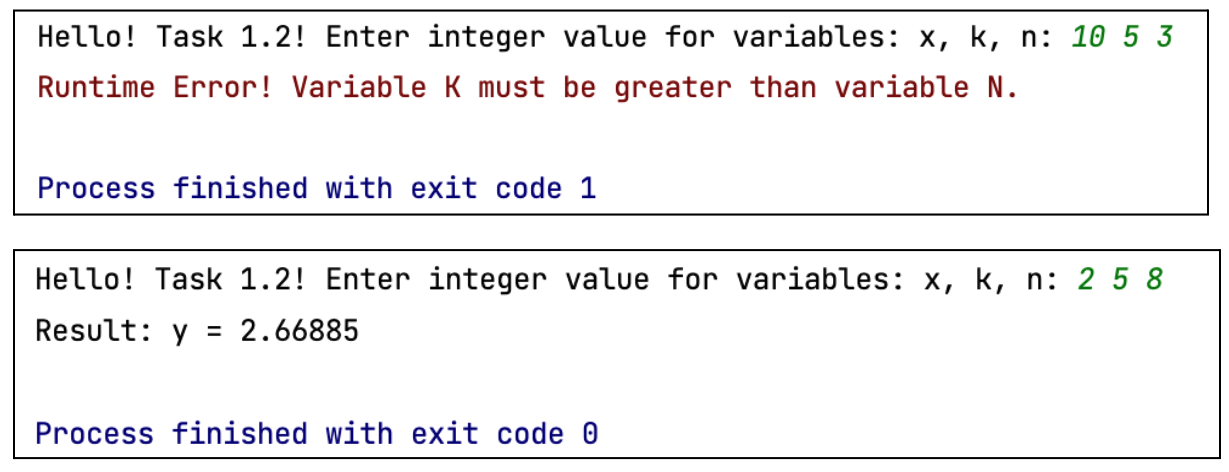 Hello! Task 1.2! Enter integer value for variables: x, k, n: 10 5 3
Runtime Error! Variable K must be greater than variable N.
Process finished with exit code 1
Hello! Task 1.2! Enter integer value for variables: x, k, n: 2 5 8
Result: y = 2.66885
Process finished with exit code 0